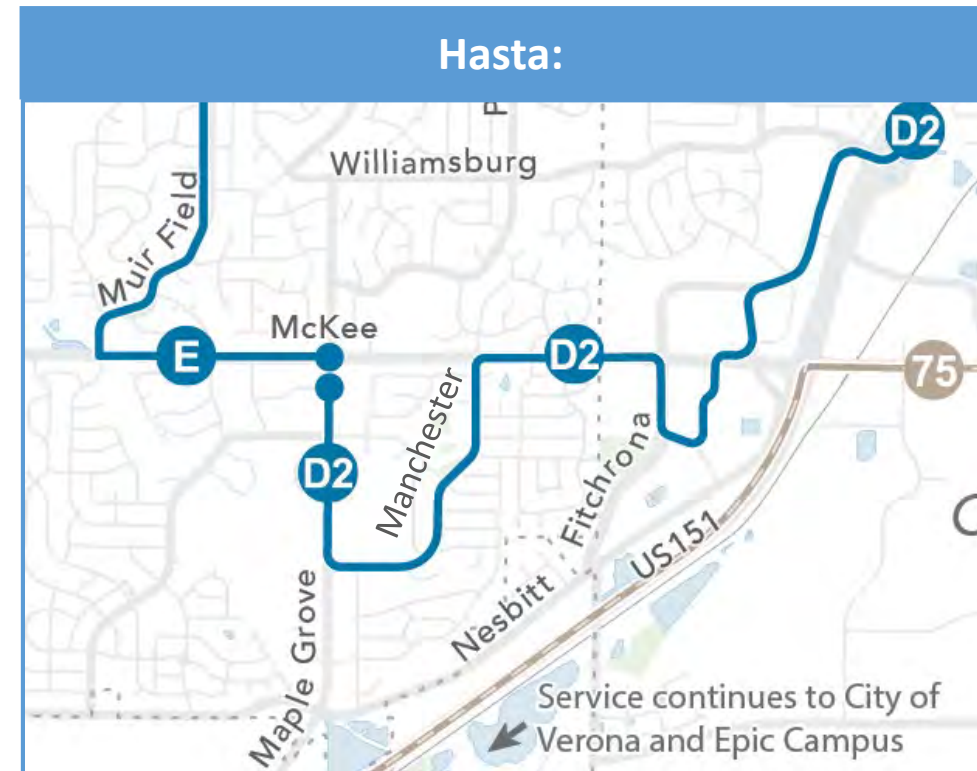 Hasta:
D2
Williamsburg
Muir Field
McKee
E
D2
75
Manchester
D2
Fitchrona
US151
Nesbitt
Maple Grove
Service continues to City of
Verona and Epic Campus